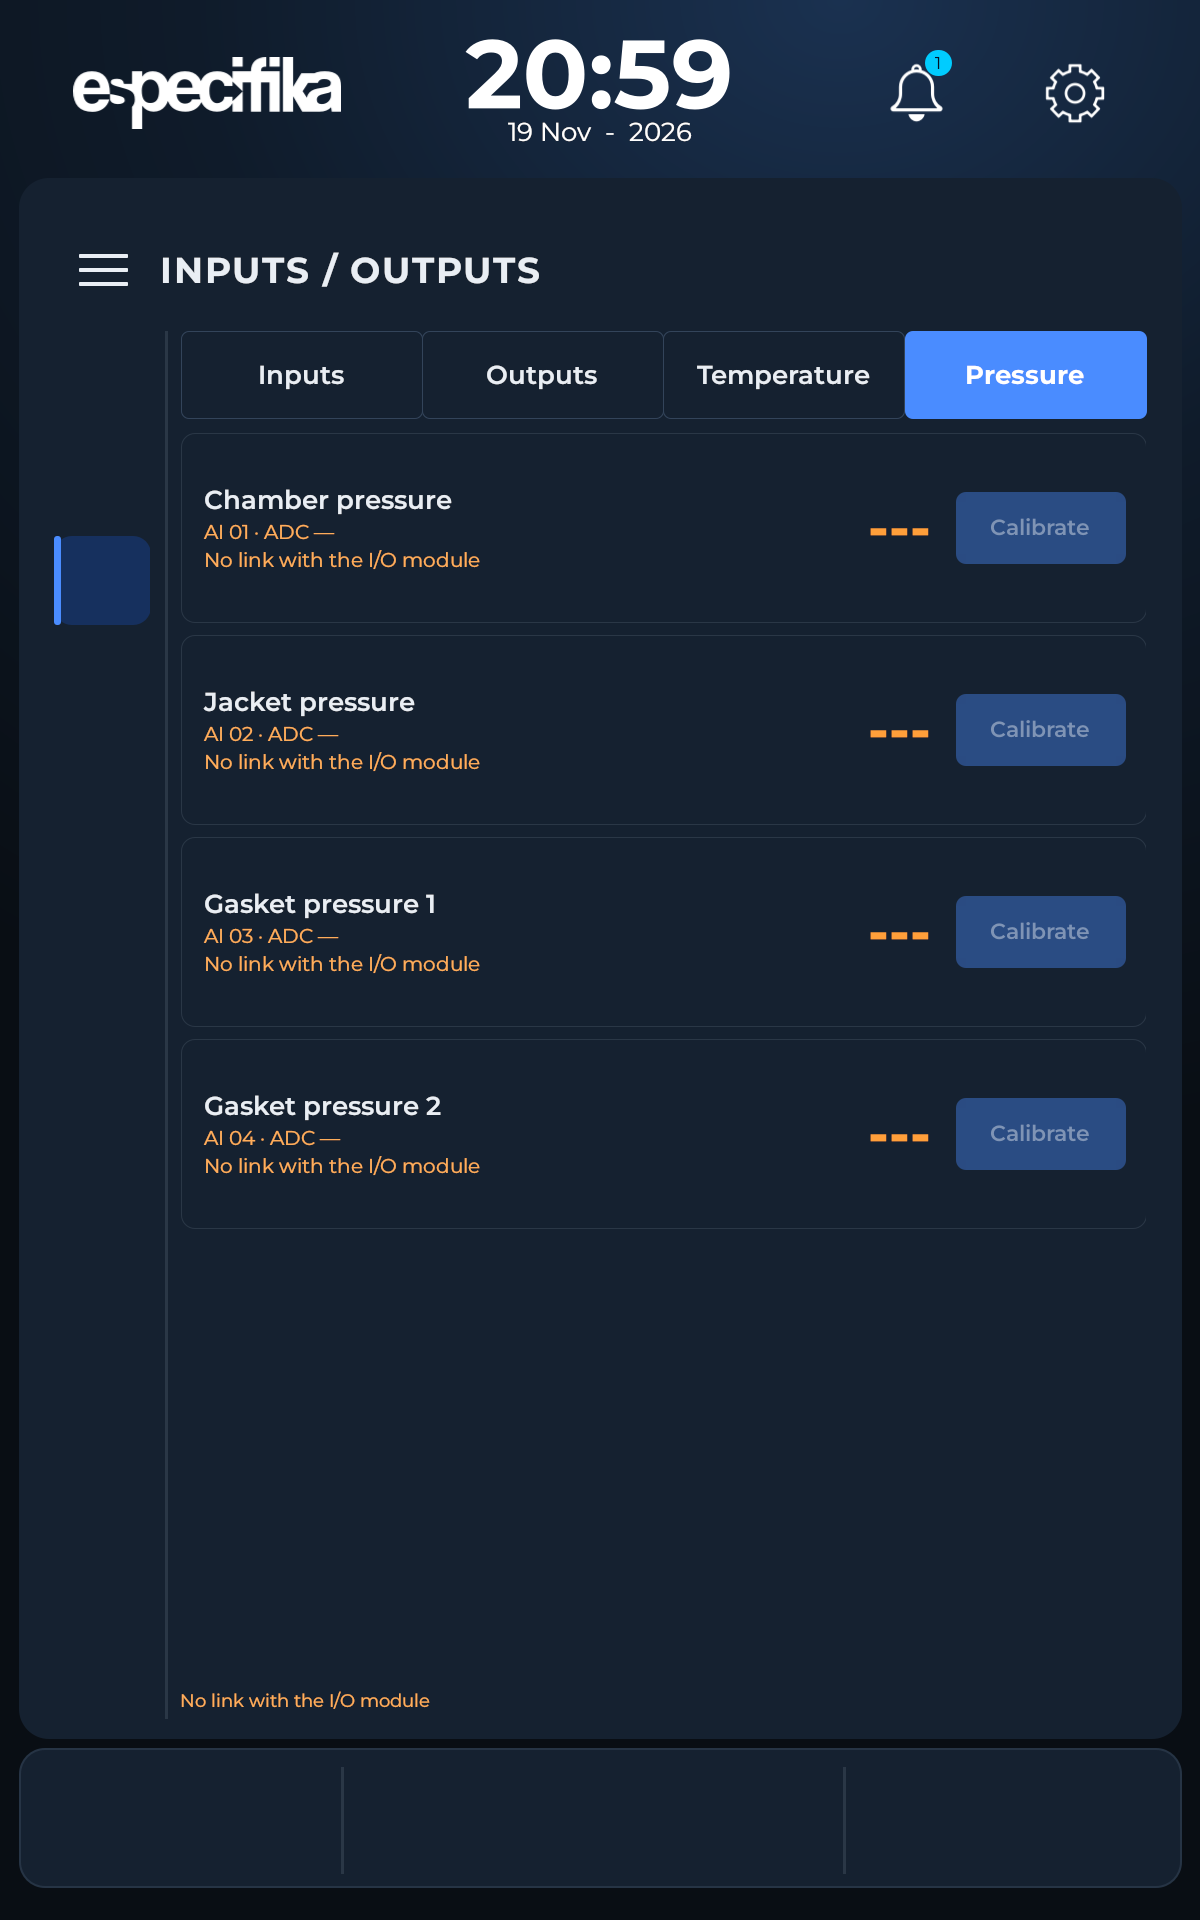 especifika
20:59
19 Nov - 2026
1
INPUTS / OUTPUTS
Inputs
Outputs
Temperature
Pressure
Chamber pressure
AI 01 · ADC —
No link with the I/O module
---
Calibrate
Jacket pressure
AI 02 · ADC —
No link with the I/O module
---
Calibrate
Gasket pressure 1
AI 03 · ADC —
No link with the I/O module
---
Calibrate
Gasket pressure 2
AI 04 · ADC —
No link with the I/O module
---
Calibrate
No link with the I/O module